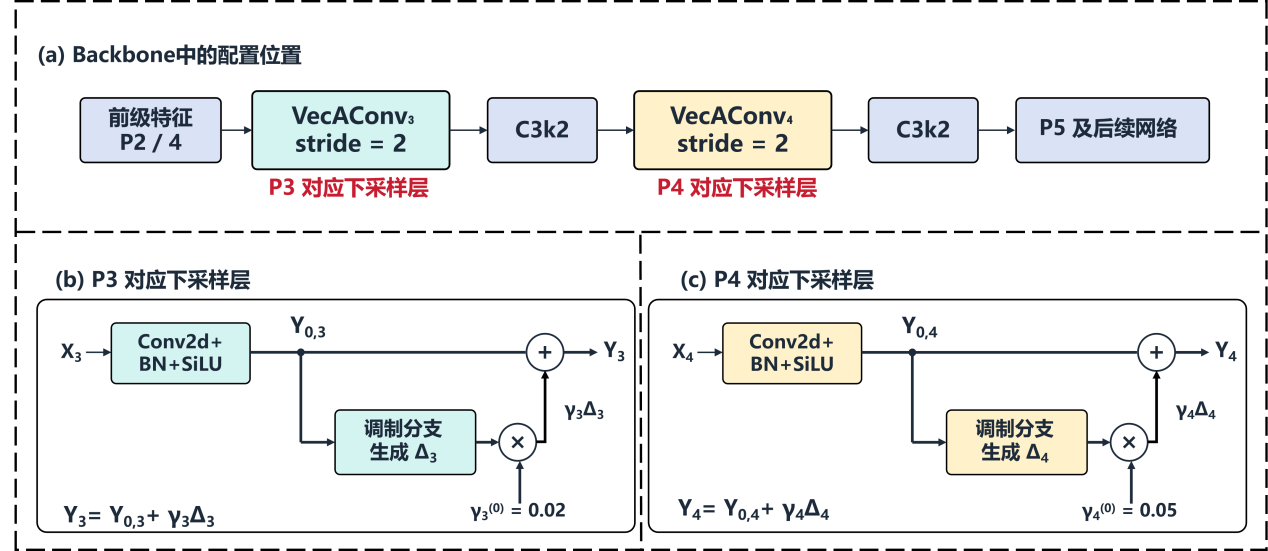 (a) Backbone中的配置位置
前级特征
P2 / 4
VecAConv₃
stride = 2
C3k2
VecAConv₄
stride = 2
C3k2
P5 及后续网络
P3 对应下采样层
P4 对应下采样层
(b) P3 对应下采样层
X₃
Conv2d+
BN+SiLU
Y₀,₃
+
Y₃
γ₃Δ₃
调制分支
生成 Δ₃
×
γ₃⁽⁰⁾ = 0.02
Y₃= Y₀,₃+ γ₃Δ₃
(c) P4 对应下采样层
X₄
Conv2d+
BN+SiLU
Y₀,₄
+
Y₄
γ₄Δ₄
调制分支
生成 Δ₄
×
γ₄⁽⁰⁾ = 0.05
Y₄= Y₀,₄+ γ₄Δ₄